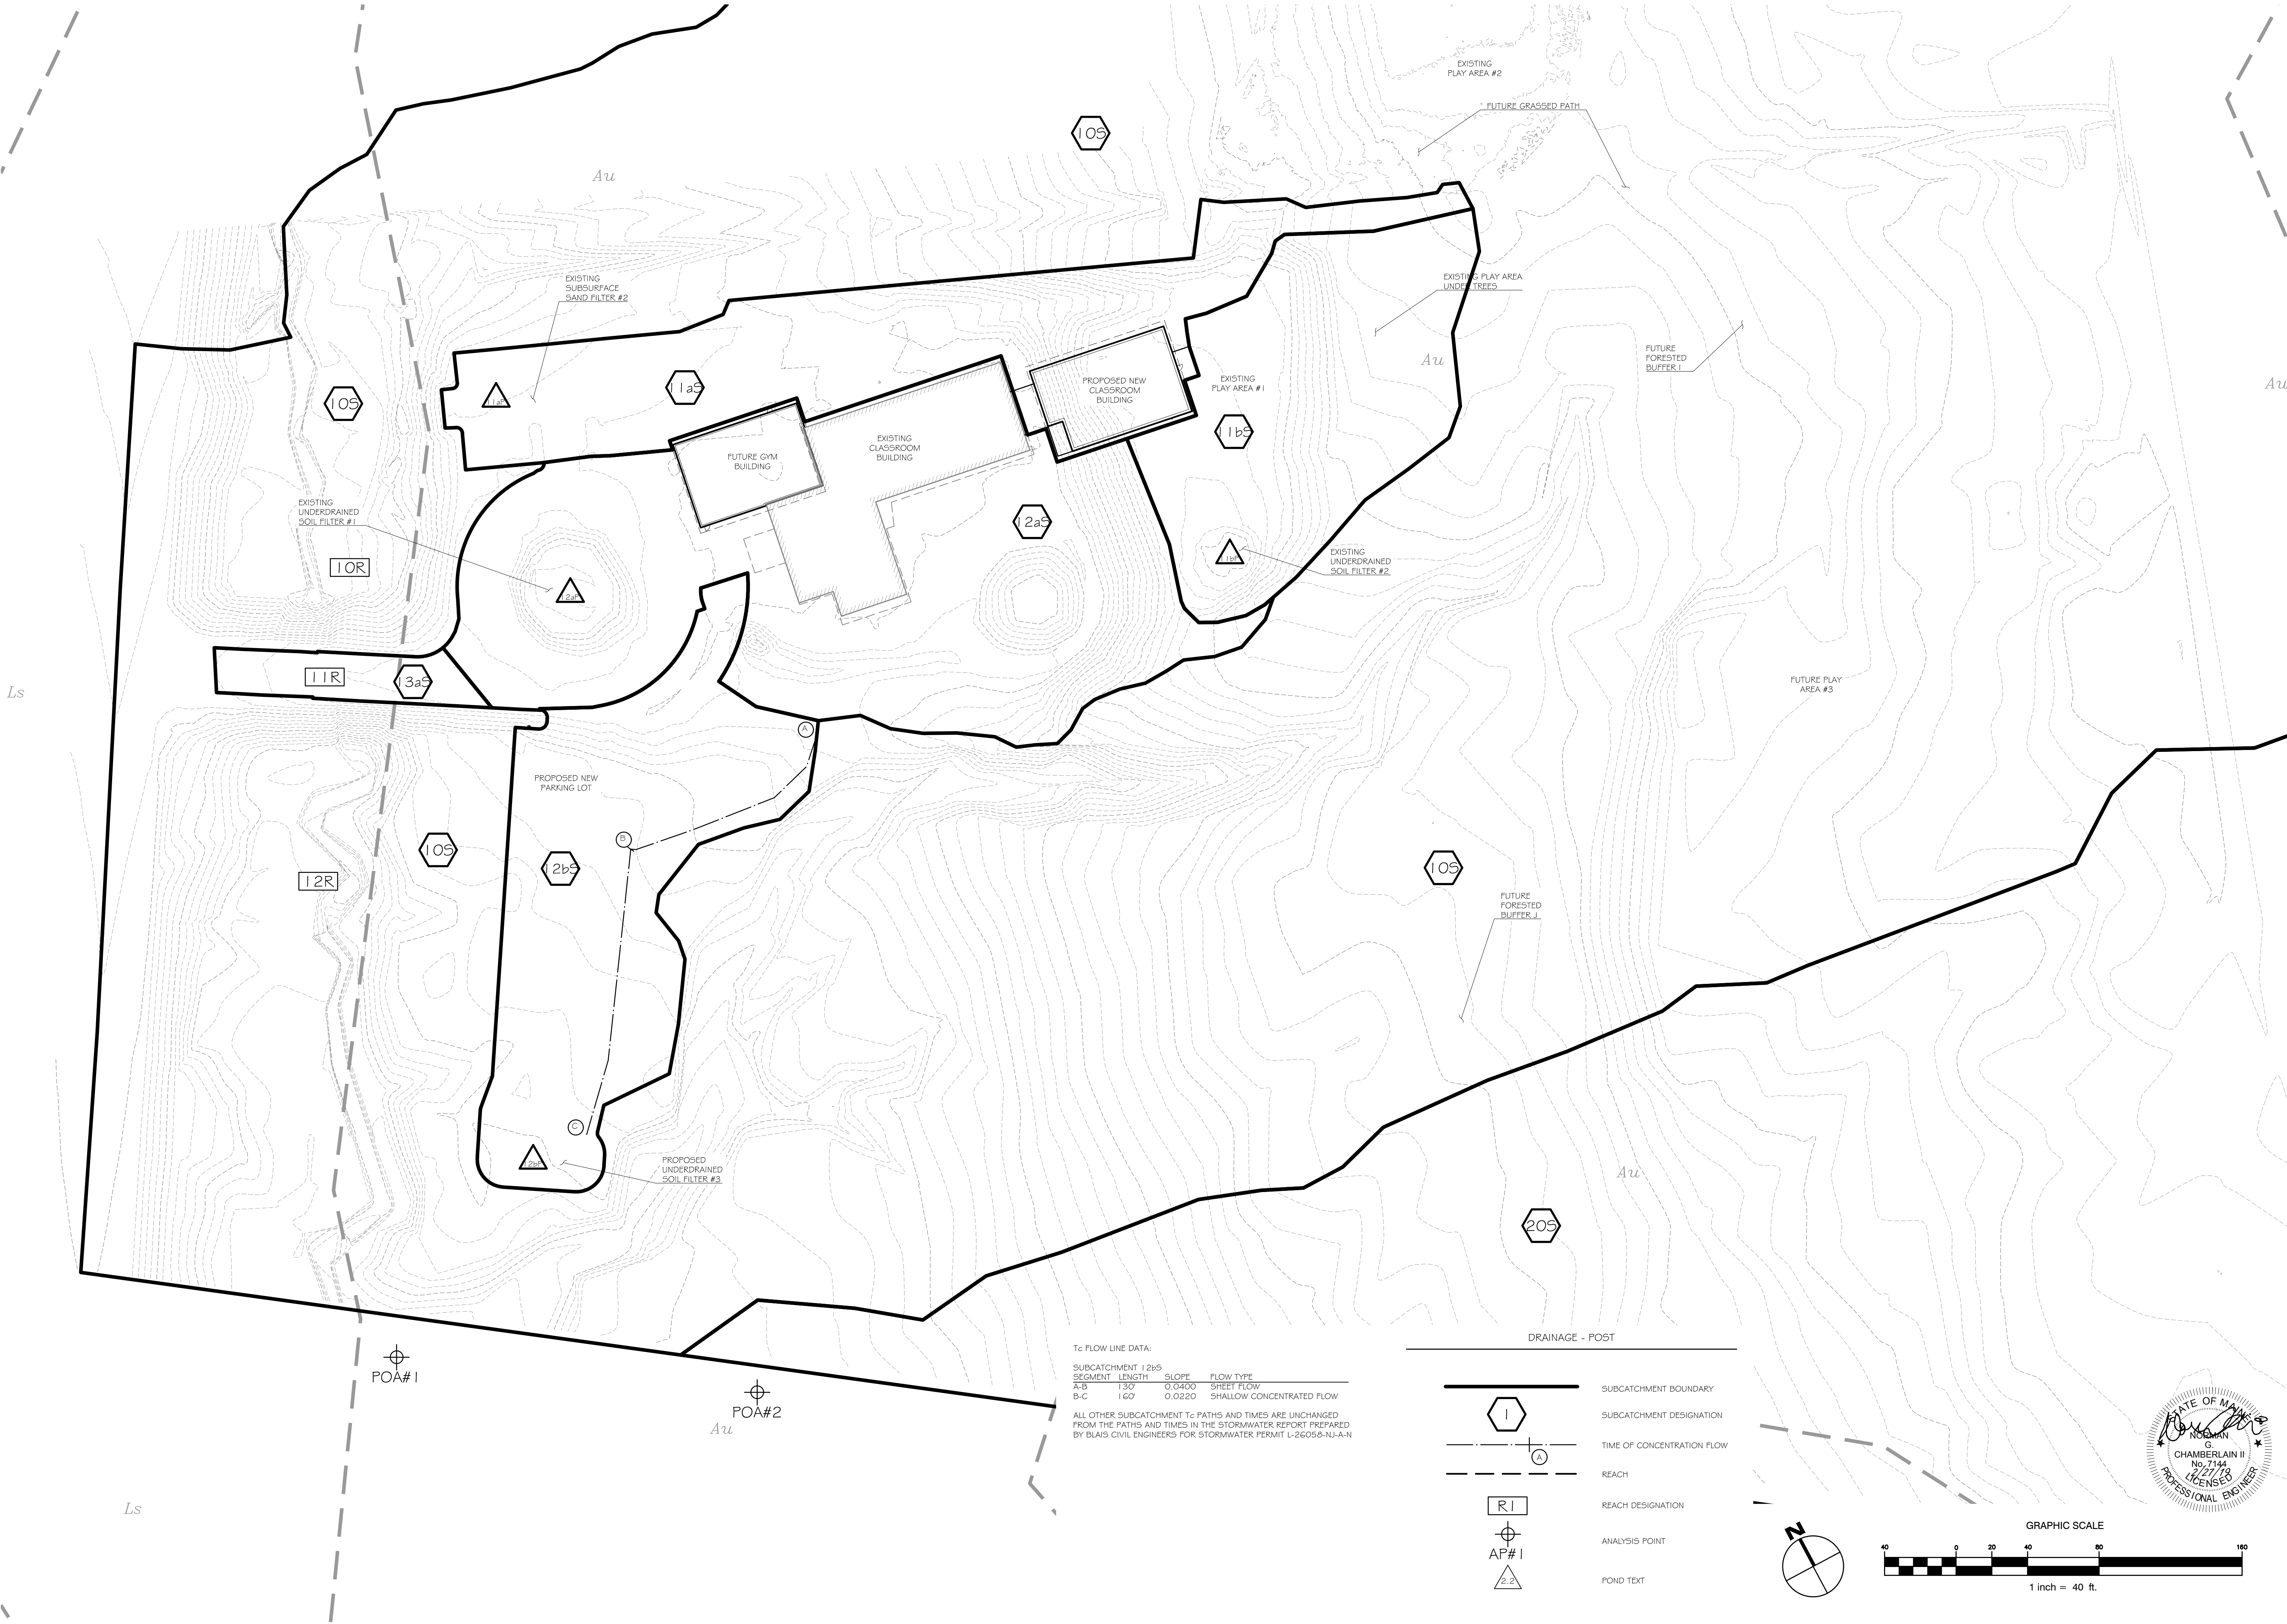 EXISTING
PLAY AREA #2
FUTURE GRASSED PATH
10S
Au
EXISTING
SUBSURFACE
SAND FILTER #2
EXISTING PLAY AREA
UNDER TREES
FUTURE
FORESTED
BUFFER I
Au
Au
10S
11aP
11aS
PROPOSED NEW
CLASSROOM
BUILDING
EXISTING
PLAY AREA #1
11bS
EXISTING
CLASSROOM
BUILDING
FUTURE GYM
BUILDING
EXISTING
UNDERDRAINED
SOIL FILTER #1
12aS
11bP
EXISTING
UNDERDRAINED
SOIL FILTER #2
10R
12aP
11R
13aS
Ls
FUTURE PLAY
AREA #3
A
PROPOSED NEW
PARKING LOT
B
10S
12bS
12R
10S
FUTURE
FORESTED
BUFFER J
C
12bP
PROPOSED
UNDERDRAINED
SOIL FILTER #3
Au
20S
POA#1
POA#2
Au
Ls
Tc FLOW LINE DATA:
SUBCATCHMENT 12bS
SEGMENT LENGTH SLOPE FLOW TYPE
A-B 130' 0.0400 SHEET FLOW
B-C 160' 0.0220 SHALLOW CONCENTRATED FLOW
ALL OTHER SUBCATCHMENT Tc PATHS AND TIMES ARE UNCHANGED
FROM THE PATHS AND TIMES IN THE STORMWATER REPORT PREPARED
BY BLAIS CIVIL ENGINEERS FOR STORMWATER PERMIT L-26058-NJ-A-N
DRAINAGE - POST
SUBCATCHMENT BOUNDARY
1 SUBCATCHMENT DESIGNATION
A TIME OF CONCENTRATION FLOW
REACH
R1 REACH DESIGNATION
AP#1 ANALYSIS POINT
2.2 POND TEXT
N
STATE OF MAINE
NORMAN
G.
CHAMBERLAIN II
No. 7144
2/27/19
LICENSED
PROFESSIONAL ENGINEER
GRAPHIC SCALE
40 0 20 40 80 160
1 inch = 40 ft.